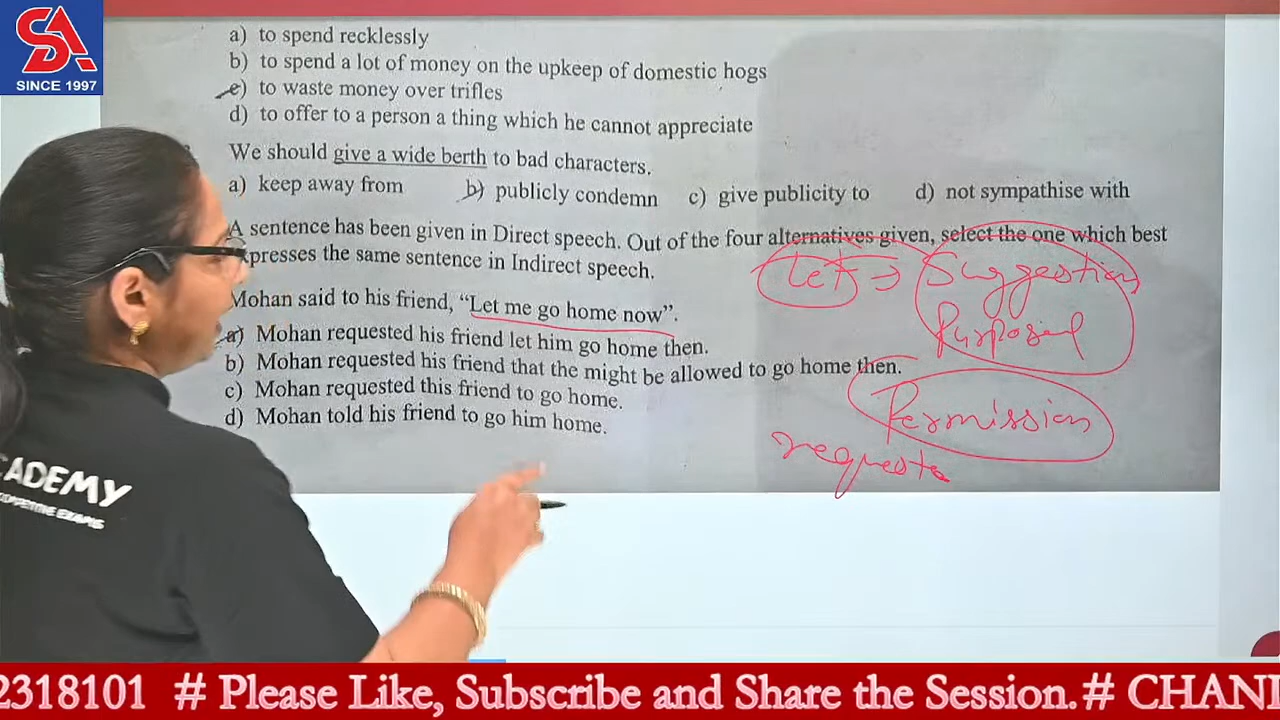 SA
SINCE 1997
a) to spend recklessly
b) to spend a lot of money on the upkeep of domestic hogs
c) to waste money over trifles
d) to offer to a person a thing which he cannot appreciate
We should give a wide berth to bad characters.
a) keep away from b) publicly condemn c) give publicity to d) not sympathise with
A sentence has been given in Direct speech. Out of the four alternatives given, select the one which best
xpresses the same sentence in Indirect speech.
Let ⇒ Suggestion
Purposal
Mohan said to his friend, “Let me go home now”.
a) Mohan requested his friend let him go home then.
b) Mohan requested his friend that the might be allowed to go home then.
c) Mohan requested this friend to go home.
d) Mohan told his friend to go him home.
Permission
request
CADEMY
2318101 # Please Like, Subscribe and Share the Session. # CHANI